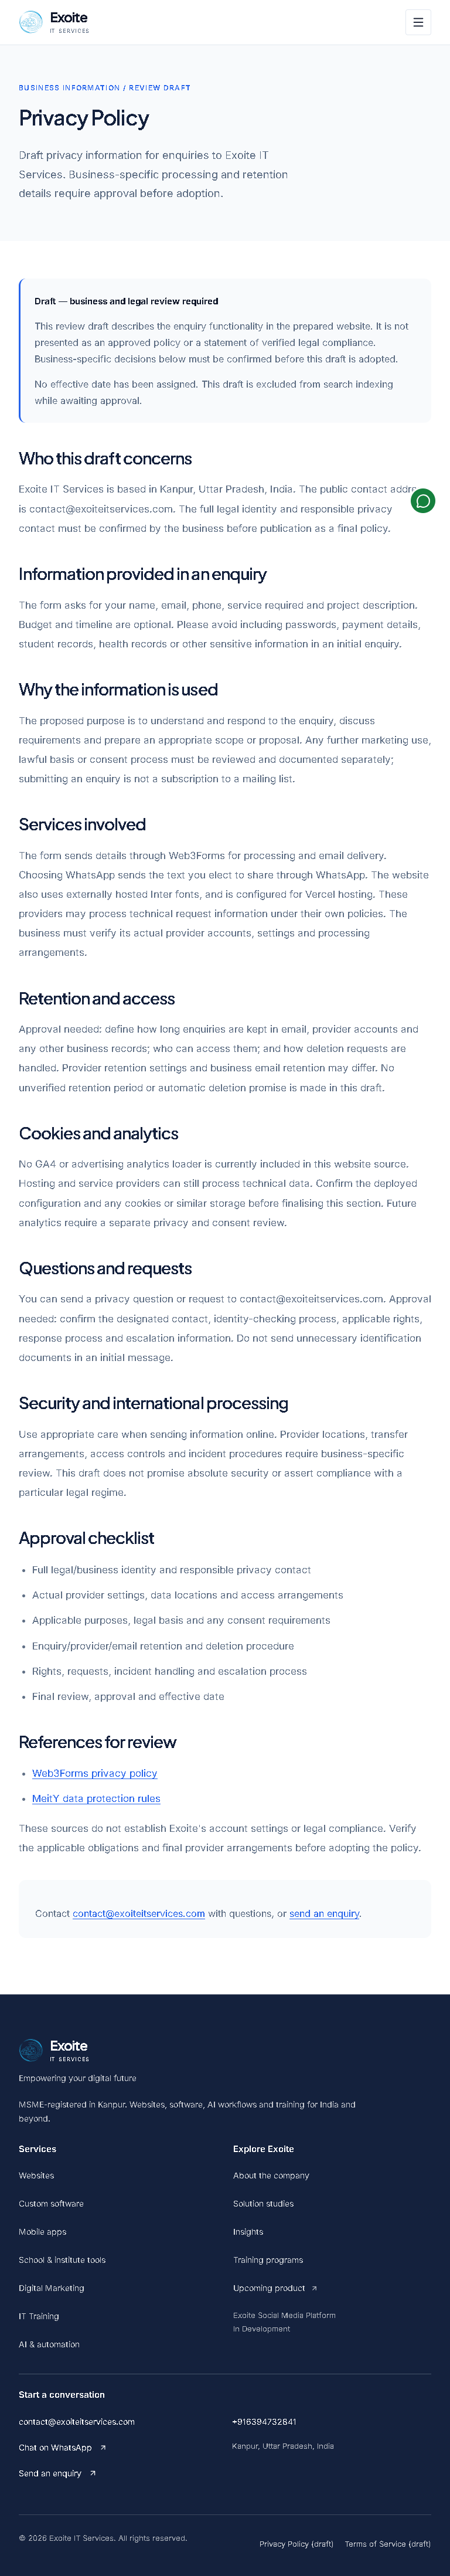 Exoite
IT SERVICES
BUSINESS INFORMATION / REVIEW DRAFT
Privacy Policy
Draft privacy information for enquiries to Exoite IT
Services. Business-specific processing and retention
details require approval before adoption.
Draft — business and legal review required
This review draft describes the enquiry functionality in the prepared website. It is not
presented as an approved policy or a statement of verified legal compliance.
Business-specific decisions below must be confirmed before this draft is adopted.
No effective date has been assigned. This draft is excluded from search indexing
while awaiting approval.
Who this draft concerns
Exoite IT Services is based in Kanpur, Uttar Pradesh, India. The public contact
is contact@exoiteitservices.com. The full legal identity and responsible privacy
contact must be confirmed by the business before publication as a final policy.
Information provided in an enquiry
The form asks for your name, email, phone, service required and project description.
Budget and timeline are optional. Please avoid including passwords, payment details,
student records, health records or other sensitive information in an initial enquiry.
Why the information is used
The proposed purpose is to understand and respond to the enquiry, discuss
requirements and prepare an appropriate scope or proposal. Any further marketing use,
lawful basis or consent process must be reviewed and documented separately;
submitting an enquiry is not a subscription to a mailing list.
Services involved
The form sends details through Web3Forms for processing and email delivery.
Choosing WhatsApp sends the text you elect to share through WhatsApp. The website
also uses externally hosted Inter fonts, and is configured for Vercel hosting. These
providers may process technical request information under their own policies. The
business must verify its actual provider accounts, settings and processing
arrangements.
Retention and access
Approval needed: define how long enquiries are kept in email, provider accounts and
any other business records; who can access them; and how deletion requests are
handled. Provider retention settings and business email retention may differ. No
unverified retention period or automatic deletion promise is made in this draft.
Cookies and analytics
No GA4 or advertising analytics loader is currently included in this website source.
Hosting and service providers can still process technical data. Confirm the deployed
configuration and any cookies or similar storage before finalising this section. Future
analytics require a separate privacy and consent review.
Questions and requests
You can send a privacy question or request to contact@exoiteitservices.com. Approval
needed: confirm the designated contact, identity-checking process, applicable rights,
response process and escalation information. Do not send unnecessary identification
documents in an initial message.
Security and international processing
Use appropriate care when sending information online. Provider locations, transfer
arrangements, access controls and incident procedures require business-specific
review. This draft does not promise absolute security or assert compliance with a
particular legal regime.
Approval checklist
• Full legal/business identity and responsible privacy contact
• Actual provider settings, data locations and access arrangements
• Applicable purposes, legal basis and any consent requirements
• Enquiry/provider/email retention and deletion procedure
• Rights, requests, incident handling and escalation process
• Final review, approval and effective date
References for review
• Web3Forms privacy policy
• MeitY data protection rules
These sources do not establish Exoite's account settings or legal compliance. Verify
the applicable obligations and final provider arrangements before adopting the policy.
Contact contact@exoiteitservices.com with questions, or send an enquiry.
Exoite
IT SERVICES
Empowering your digital future
MSME-registered in Kanpur. Websites, software, AI workflows and training for India and
beyond.
Services
Websites
Custom software
Mobile apps
School & institute tools
Digital Marketing
IT Training
AI & automation
Explore Exoite
About the company
Solution studies
Insights
Training programs
Upcoming product ↗
Exoite Social Media Platform
In Development
Start a conversation
contact@exoiteitservices.com
Chat on WhatsApp ↗
Send an enquiry ↗
+916394732841
Kanpur, Uttar Pradesh, India
© 2026 Exoite IT Services. All rights reserved.
Privacy Policy (draft)
Terms of Service (draft)